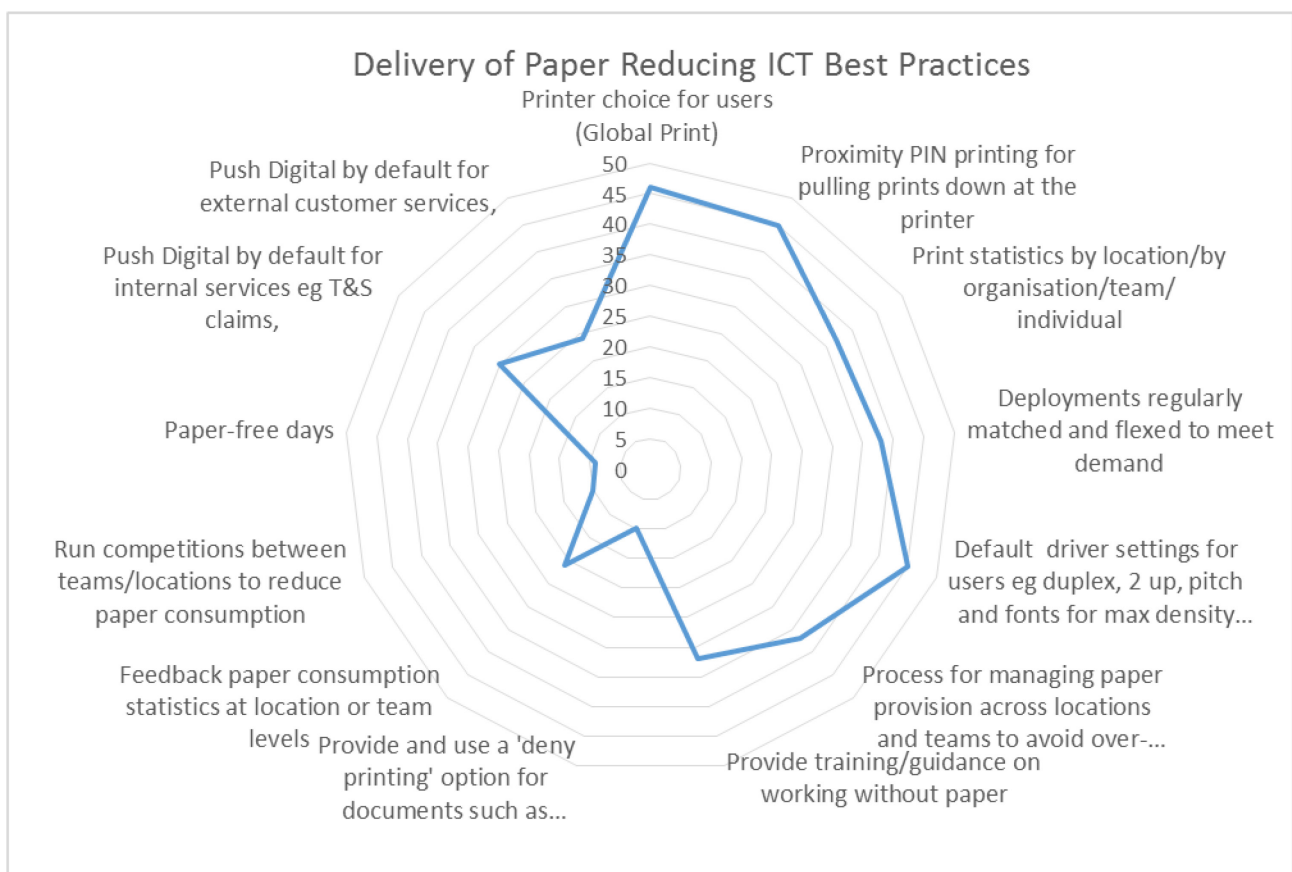 Delivery of Paper Reducing ICT Best Practices
Printer choice for users
(Global Print)
Proximity PIN printing for
pulling prints down at the
printer
Print statistics by location/by
organisation/team/
individual
Deployments regularly
matched and flexed to meet
demand
Default  driver settings for
users eg duplex, 2 up, pitch
and fonts for max density...
Process for managing paper
provision across locations
and teams to avoid over-...
Provide training/guidance on
working without paper
Provide and use a 'deny
printing' option for
documents such as...
Feedback paper consumption
statistics at location or team
levels
Run competitions between
teams/locations to reduce
paper consumption
Paper-free days
Push Digital by default for
internal services eg T&S
claims,
Push Digital by default for
external customer services,
50
45
40
35
30
25
20
15
10
5
0